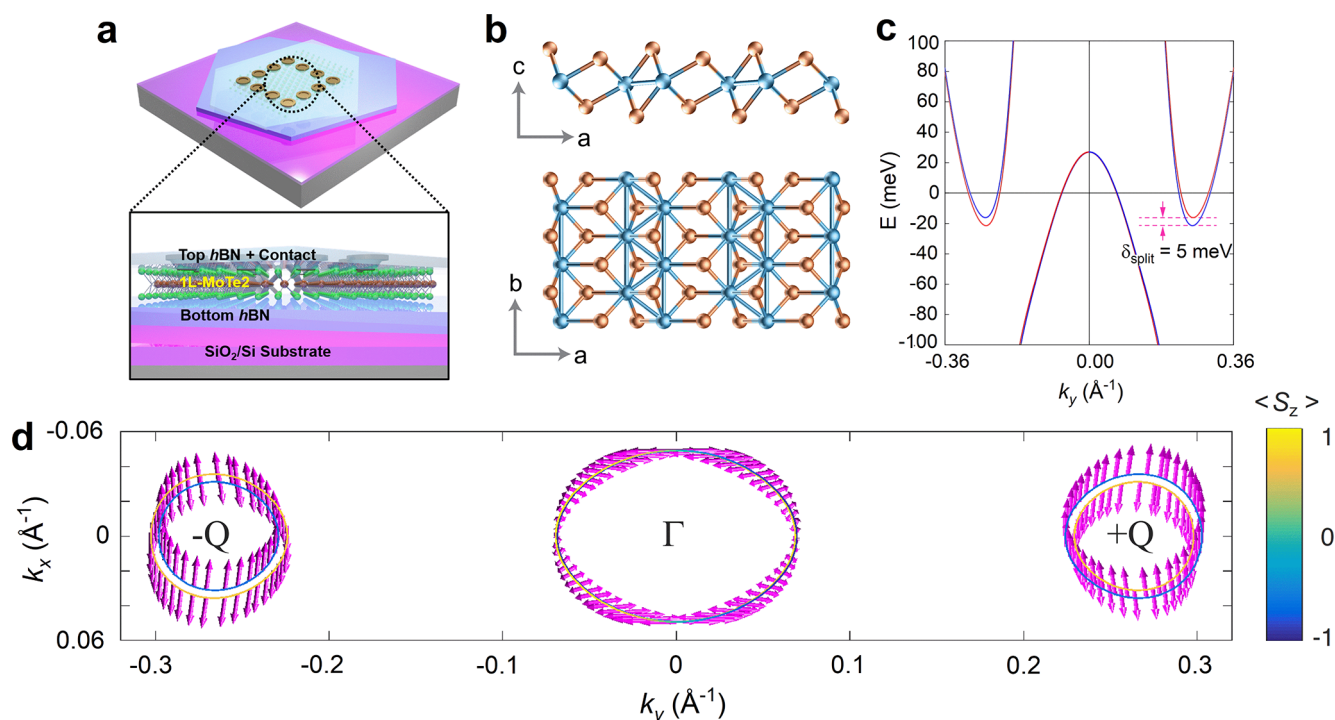 a
Top hBN + Contact
1L-MoTe2
Bottom hBN
SiO2/Si Substrate
b
c
a
b
a
c
100
80
60
40
20
0
-20
-40
-60
-80
-100
E (meV)
δsplit = 5 meV
-0.36
0.00
0.36
ky (Å-1)
d
-0.06
0
0.06
kx (Å-1)
-Q
Γ
+Q
-0.3
-0.2
-0.1
0
0.1
0.2
0.3
ky (Å-1)
<Sz>
1
0
-1